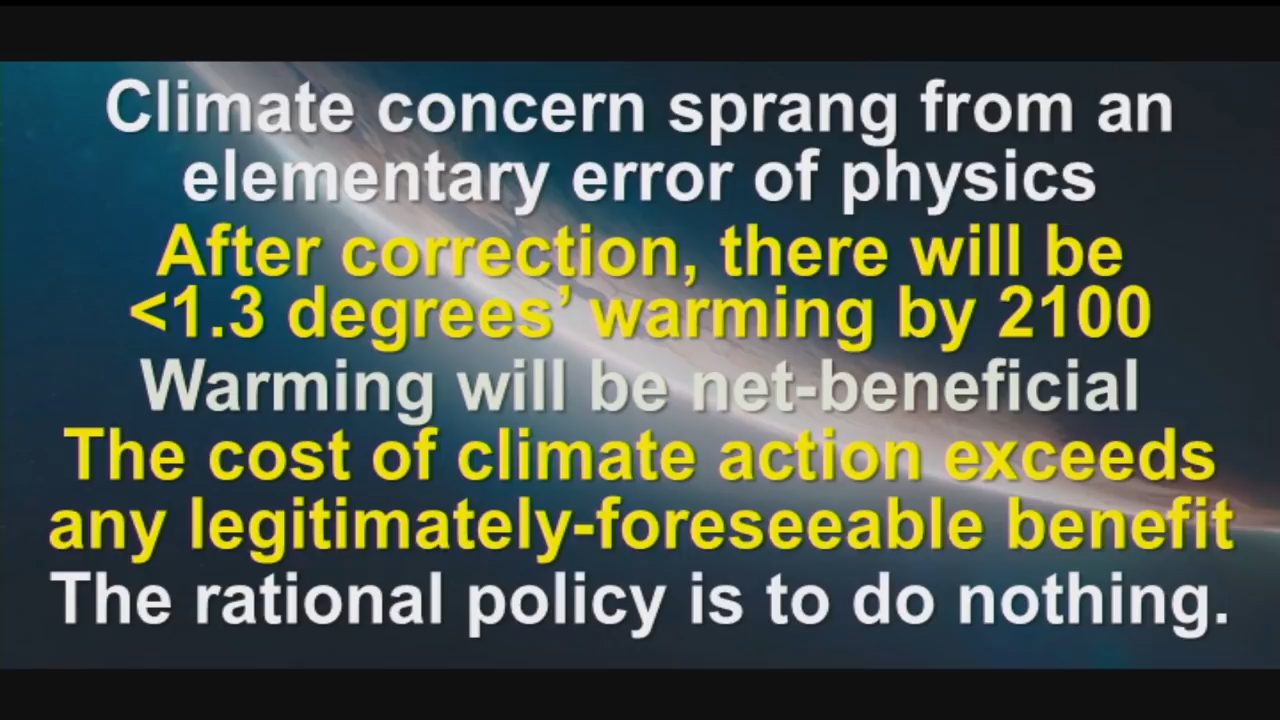 Climate concern sprang from an
elementary error of physics
After correction, there will be
<1.3 degrees’ warming by 2100
Warming will be net-beneficial
The cost of climate action exceeds
any legitimately-foreseeable benefit
The rational policy is to do nothing.